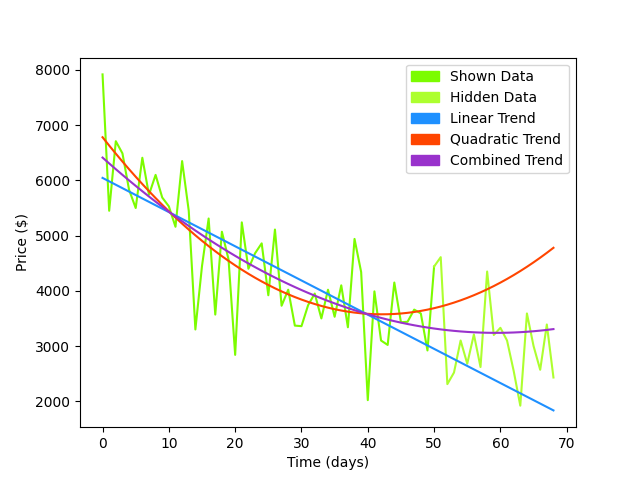 Shown Data
Hidden Data
Linear Trend
Quadratic Trend
Combined Trend
8000
7000
6000
5000
4000
3000
2000
Price ($)
0 10 20 30 40 50 60 70
Time (days)